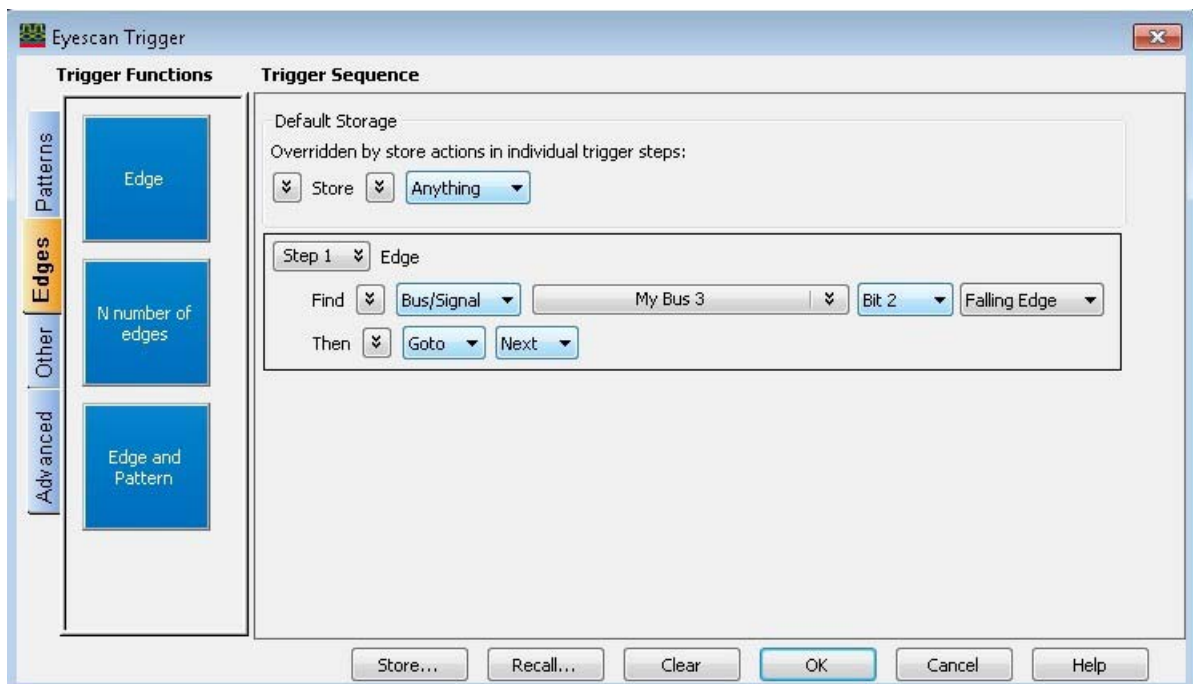 Eyescan Trigger
Trigger Functions
Trigger Sequence
Patterns
Edges
Other
Advanced
Edge
N number of
edges
Edge and
Pattern
Default Storage
Overridden by store actions in individual trigger steps:
Store Anything
Step 1 Edge
Find Bus/Signal My Bus 3 Bit 2 Falling Edge
Then Goto Next
Store... Recall... Clear OK Cancel Help